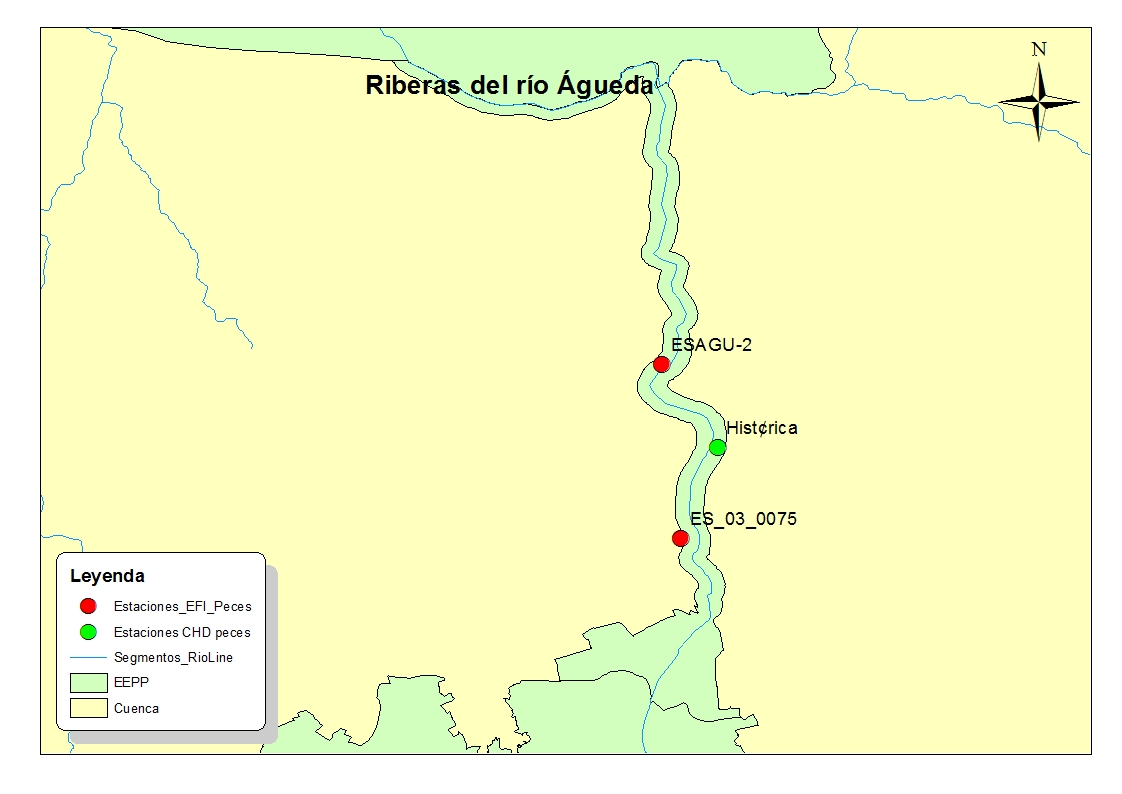 N
Riberas del río Águeda
ESAGU-2
Hist¢rica
ES_03_0075
Leyenda
Estaciones_EFI_Peces
Estaciones CHD peces
Segmentos_RioLine
EEPP
Cuenca